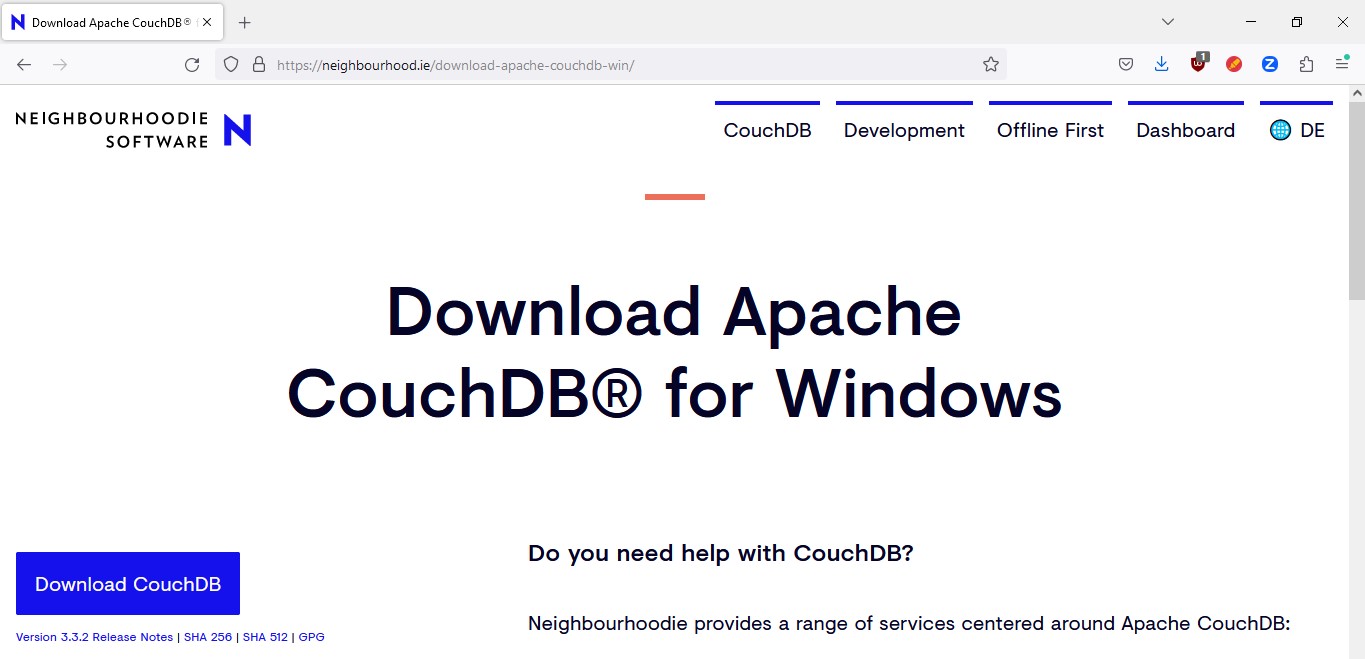 Download Apache CouchDB®
https://neighbourhood.ie/download-apache-couchdb-win/
1
NEIGHBOURHOODIE
SOFTWARE
N
CouchDB
Development
Offline First
Dashboard
DE
Download Apache
CouchDB® for Windows
Download CouchDB
Version 3.3.2 Release Notes | SHA 256 | SHA 512 | GPG
Do you need help with CouchDB?
Neighbourhoodie provides a range of services centered around Apache CouchDB: